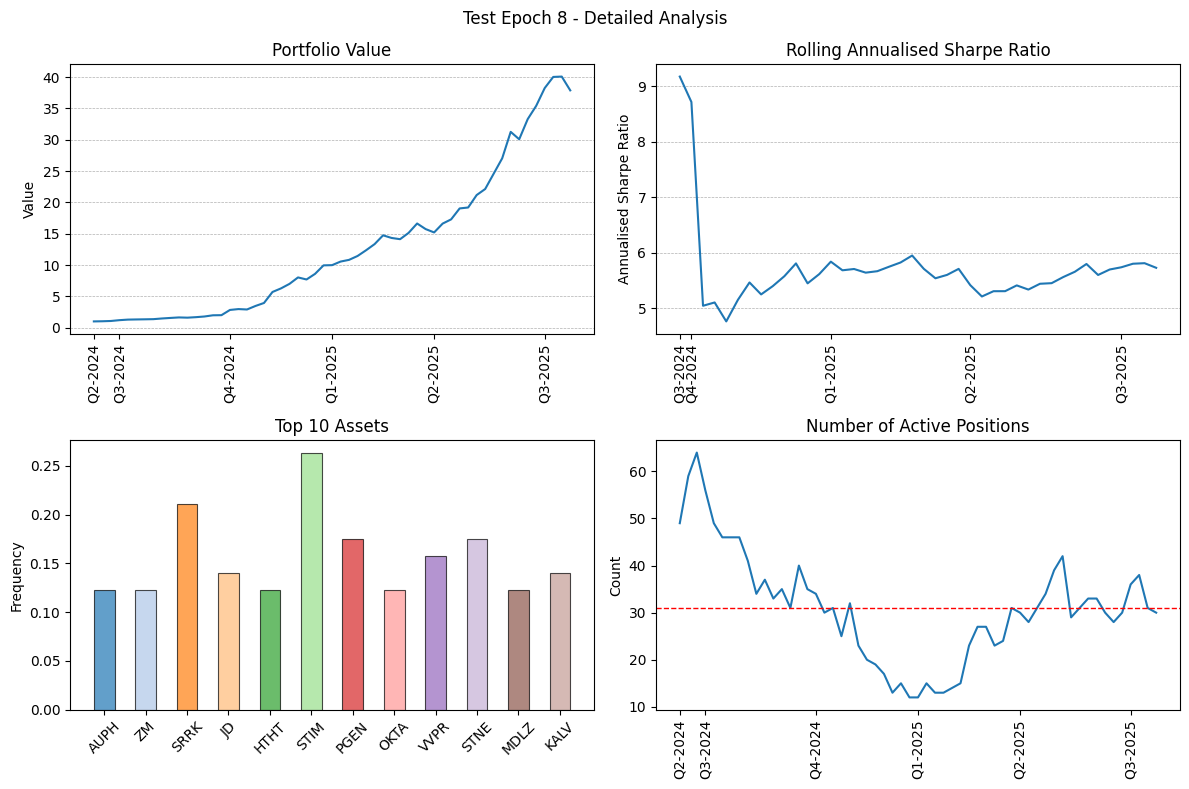 Test Epoch 8 - Detailed Analysis
Portfolio Value
Value
40
35
30
25
20
15
10
5
0
Q2-2024
Q3-2024
Q4-2024
Q1-2025
Q2-2025
Q3-2025
Rolling Annualised Sharpe Ratio
Annualised Sharpe Ratio
9
8
7
6
5
Q3-2024
Q4-2024
Q1-2025
Q2-2025
Q3-2025
Top 10 Assets
Frequency
0.25
0.20
0.15
0.10
0.05
0.00
AUPH
ZM
SRRK
JD
HTHT
STIM
PGEN
OKTA
VVPR
STNE
MDLZ
KALV
Number of Active Positions
Count
60
50
40
30
20
10
Q2-2024
Q3-2024
Q4-2024
Q1-2025
Q2-2025
Q3-2025